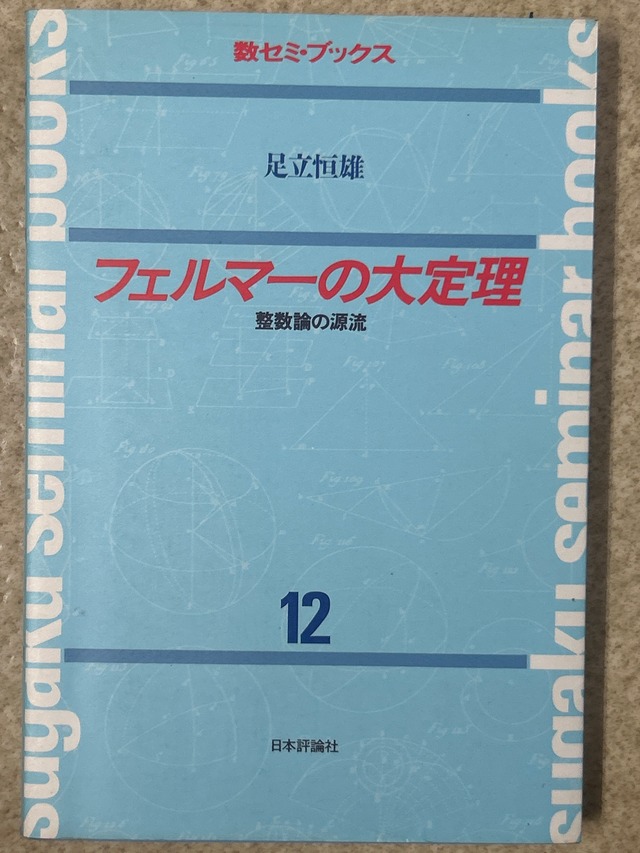 数セミ・ブックス
足立恒雄
フェルマーの大定理
整数論の源流
12
日本評論社
sugaku seminar books
sugaku seminar books